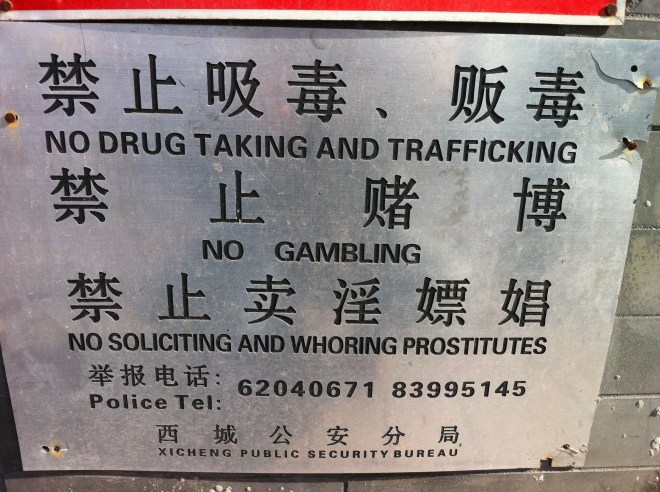 禁止吸毒、贩毒
NO DRUG TAKING AND TRAFFICKING
禁止赌博
NO GAMBLING
禁止卖淫嫖娼
NO SOLICITING AND WHORING PROSTITUTES
举报电话: 62040671 83995145
Police Tel:
西城公安分局
XICHENG PUBLIC SECURITY BUREAU